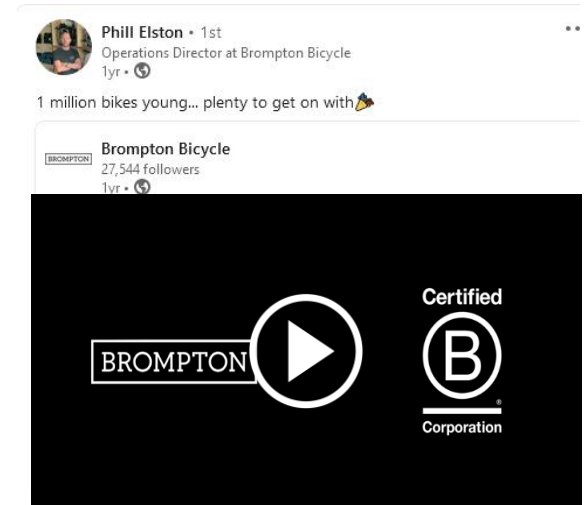 Phill Elston • 1st
Operations Director at Brompton Bicycle
1yr •
1 million bikes young... plenty to get on with🎉
BROMPTON
Brompton Bicycle
27,544 followers
1yr •
BROMPTON
Certified
B
®
Corporation